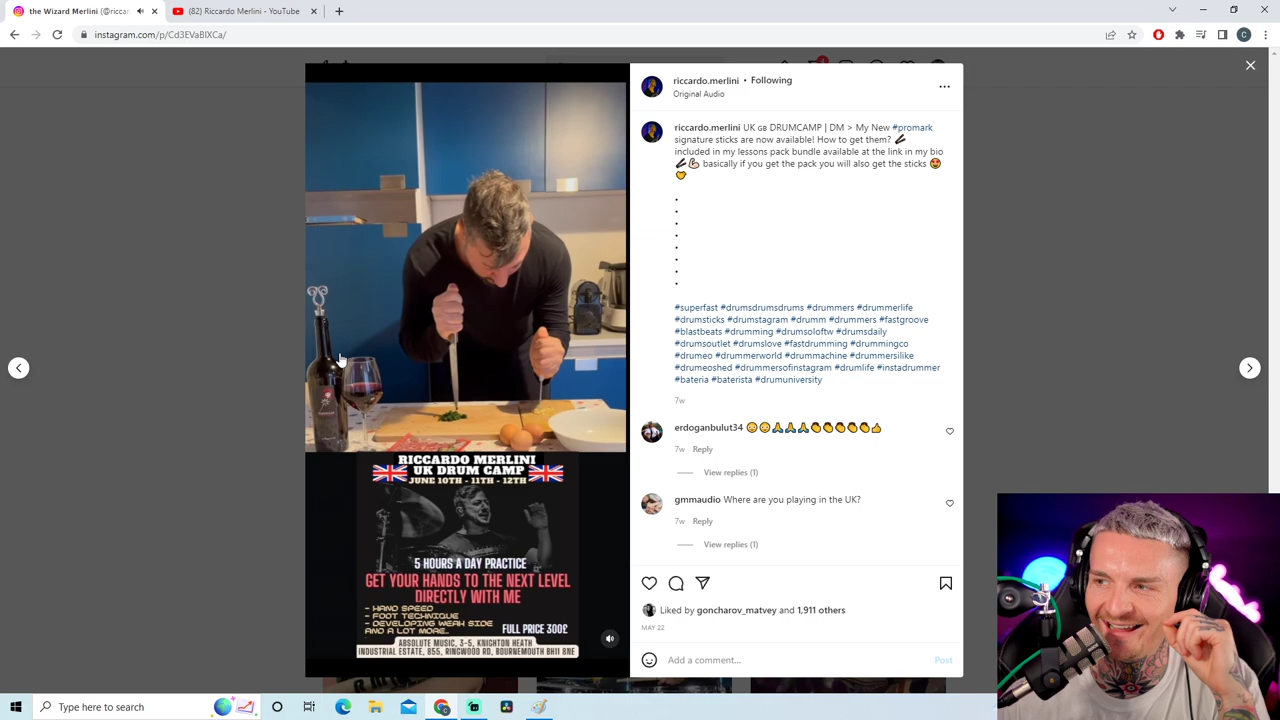 the Wizard Merlini (@riccar
(82) Riccardo Merlini - YouTube
instagram.com/p/Cd3EVaBlXCa/
riccardo.merlini • Following
Original Audio
riccardo.merlini UK GB DRUMCAMP | DM > My New #promark
signature sticks are now available! How to get them?
included in my lessons pack bundle available at the link in my bio
basically if you get the pack you will also get the sticks
#superfast #drumsdrumsdrums #drummers #drummerlife
#drumsticks #drumstagram #drumm #drummers #fastgroove
#blastbeats #drumming #drumsoloftw #drumsdaily
#drumsoutlet #drumslove #fastdrumming #drummingco
#drumeo #drummerworld #drummachine #drummersilike
#drumeoshed #drummersofinstagram #drumlife #instadrummer
#bateria #baterista #drumuniversity
7w
erdoganbulut34
7w Reply
View replies (1)
gmmaudio Where are you playing in the UK?
7w Reply
View replies (1)
Liked by goncharov_matvey and 1,911 others
MAY 22
Add a comment...
Post
RICCARDO MERLINI
UK DRUM CAMP
JUNE 10TH - 11TH - 12TH
5 HOURS A DAY PRACTICE
GET YOUR HANDS TO THE NEXT LEVEL
DIRECTLY WITH ME
- HAND SPEED
- FOOT TECHNIQUE
- DEVELOPING WEAK SIDE
AND A LOT MORE..
FULL PRICE 300£
ABSOLUTE MUSIC, 3-5, KNIGHTON HEATH
INDUSTRIAL ESTATE, 855, RINGWOOD RD, BOURNEMOUTH BH11 8NE
Type here to search